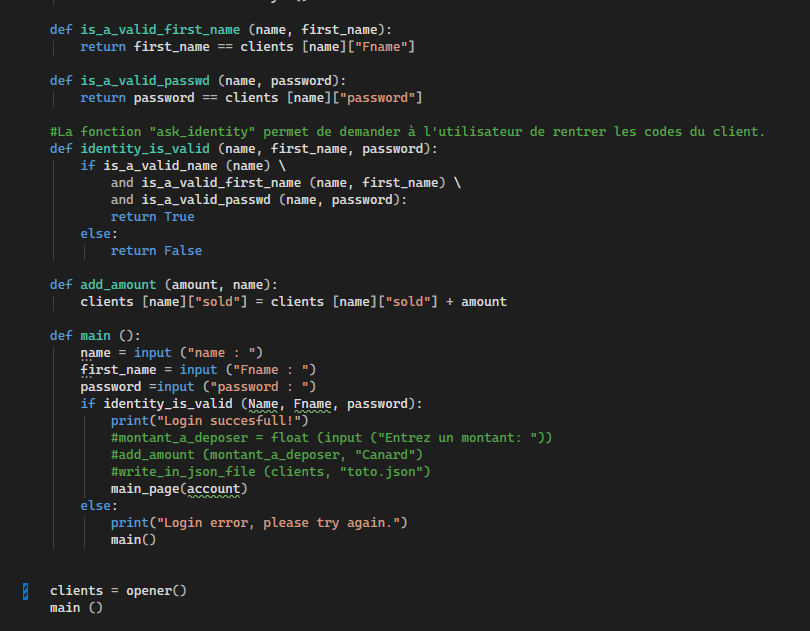 def is_a_valid_first_name (name, first_name):
return first_name == clients [name]["Fname"]
def is_a_valid_passwd (name, password):
return password == clients [name]["password"]
#La fonction "ask_identity" permet de demander à l'utilisateur de rentrer les codes du client.
def identity_is_valid (name, first_name, password):
if is_a_valid_name (name) \
and is_a_valid_first_name (name, first_name) \
and is_a_valid_passwd (name, password):
return True
else:
return False
def add_amount (amount, name):
clients [name]["sold"] = clients [name]["sold"] + amount
def main ():
name = input ("name : ")
first_name = input ("Fname : ")
password =input ("password : ")
if identity_is_valid (Name, Fname, password):
print("Login succesfull!")
#montant_a_deposer = float (input ("Entrez un montant: "))
#add_amount (montant_a_deposer, "Canard")
#write_in_json_file (clients, "toto.json")
main_page(account)
else:
print("Login error, please try again.")
main()
clients = opener()
main ()